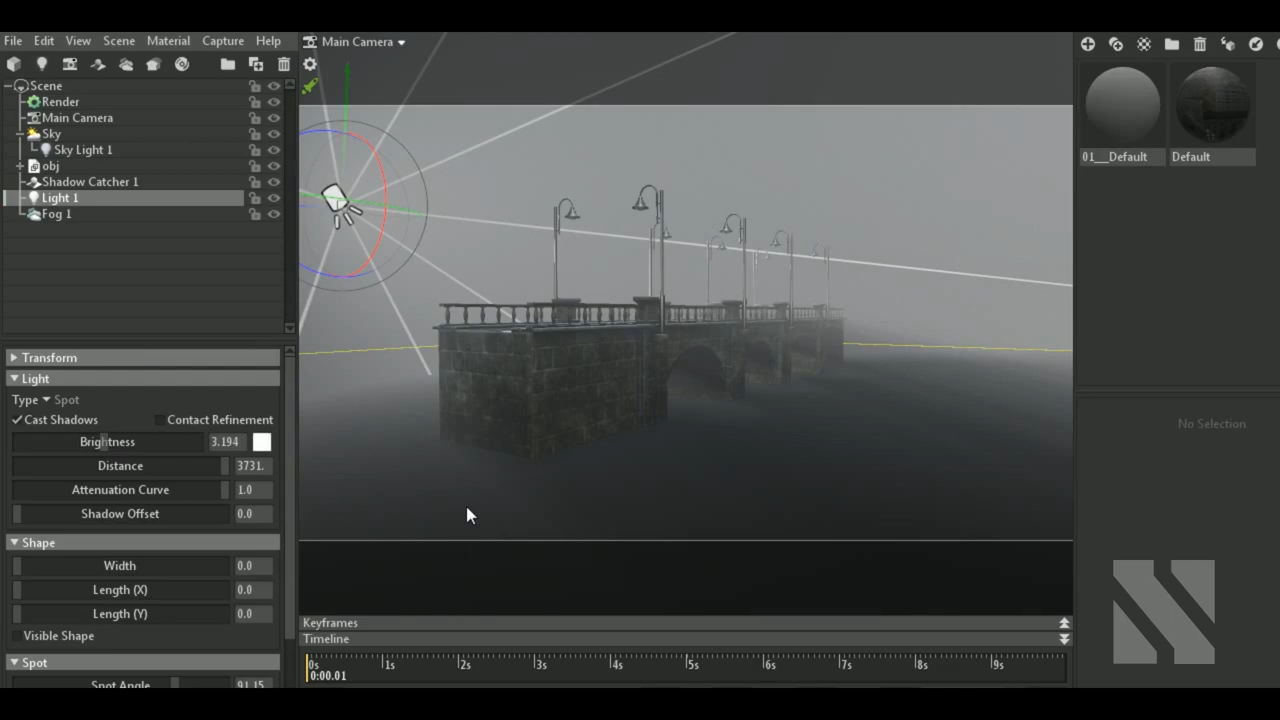 File Edit View Scene Material Capture Help
Main Camera
Scene
Render
Main Camera
Sky
Sky Light 1
obj
Shadow Catcher 1
Light 1
Fog 1
Transform
Light
Type Spot
Cast Shadows Contact Refinement
Brightness 3.194
Distance 3731.
Attenuation Curve 1.0
Shadow Offset 0.0
Shape
Width 0.0
Length (X) 0.0
Length (Y) 0.0
Visible Shape
Spot
Spot Angle 91.15
Keyframes
Timeline
0s 1s 2s 3s 4s 5s 6s 7s 8s 9s
0:00.01
01__Default Default
No Selection